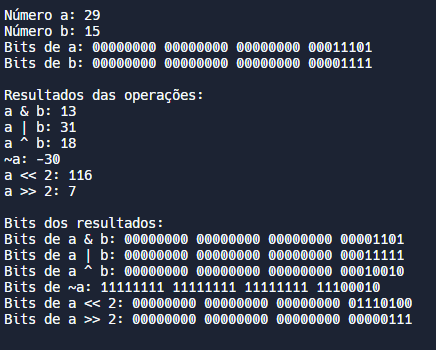 Número a: 29
Número b: 15
Bits de a: 00000000 00000000 00000000 00011101
Bits de b: 00000000 00000000 00000000 00001111
Resultados das operações:
a & b: 13
a | b: 31
a ^ b: 18
~a: -30
a << 2: 116
a >> 2: 7
Bits dos resultados:
Bits de a & b: 00000000 00000000 00000000 00001101
Bits de a | b: 00000000 00000000 00000000 00011111
Bits de a ^ b: 00000000 00000000 00000000 00010010
Bits de ~a: 11111111 11111111 11111111 11100010
Bits de a << 2: 00000000 00000000 00000000 01110100
Bits de a >> 2: 00000000 00000000 00000000 00000111